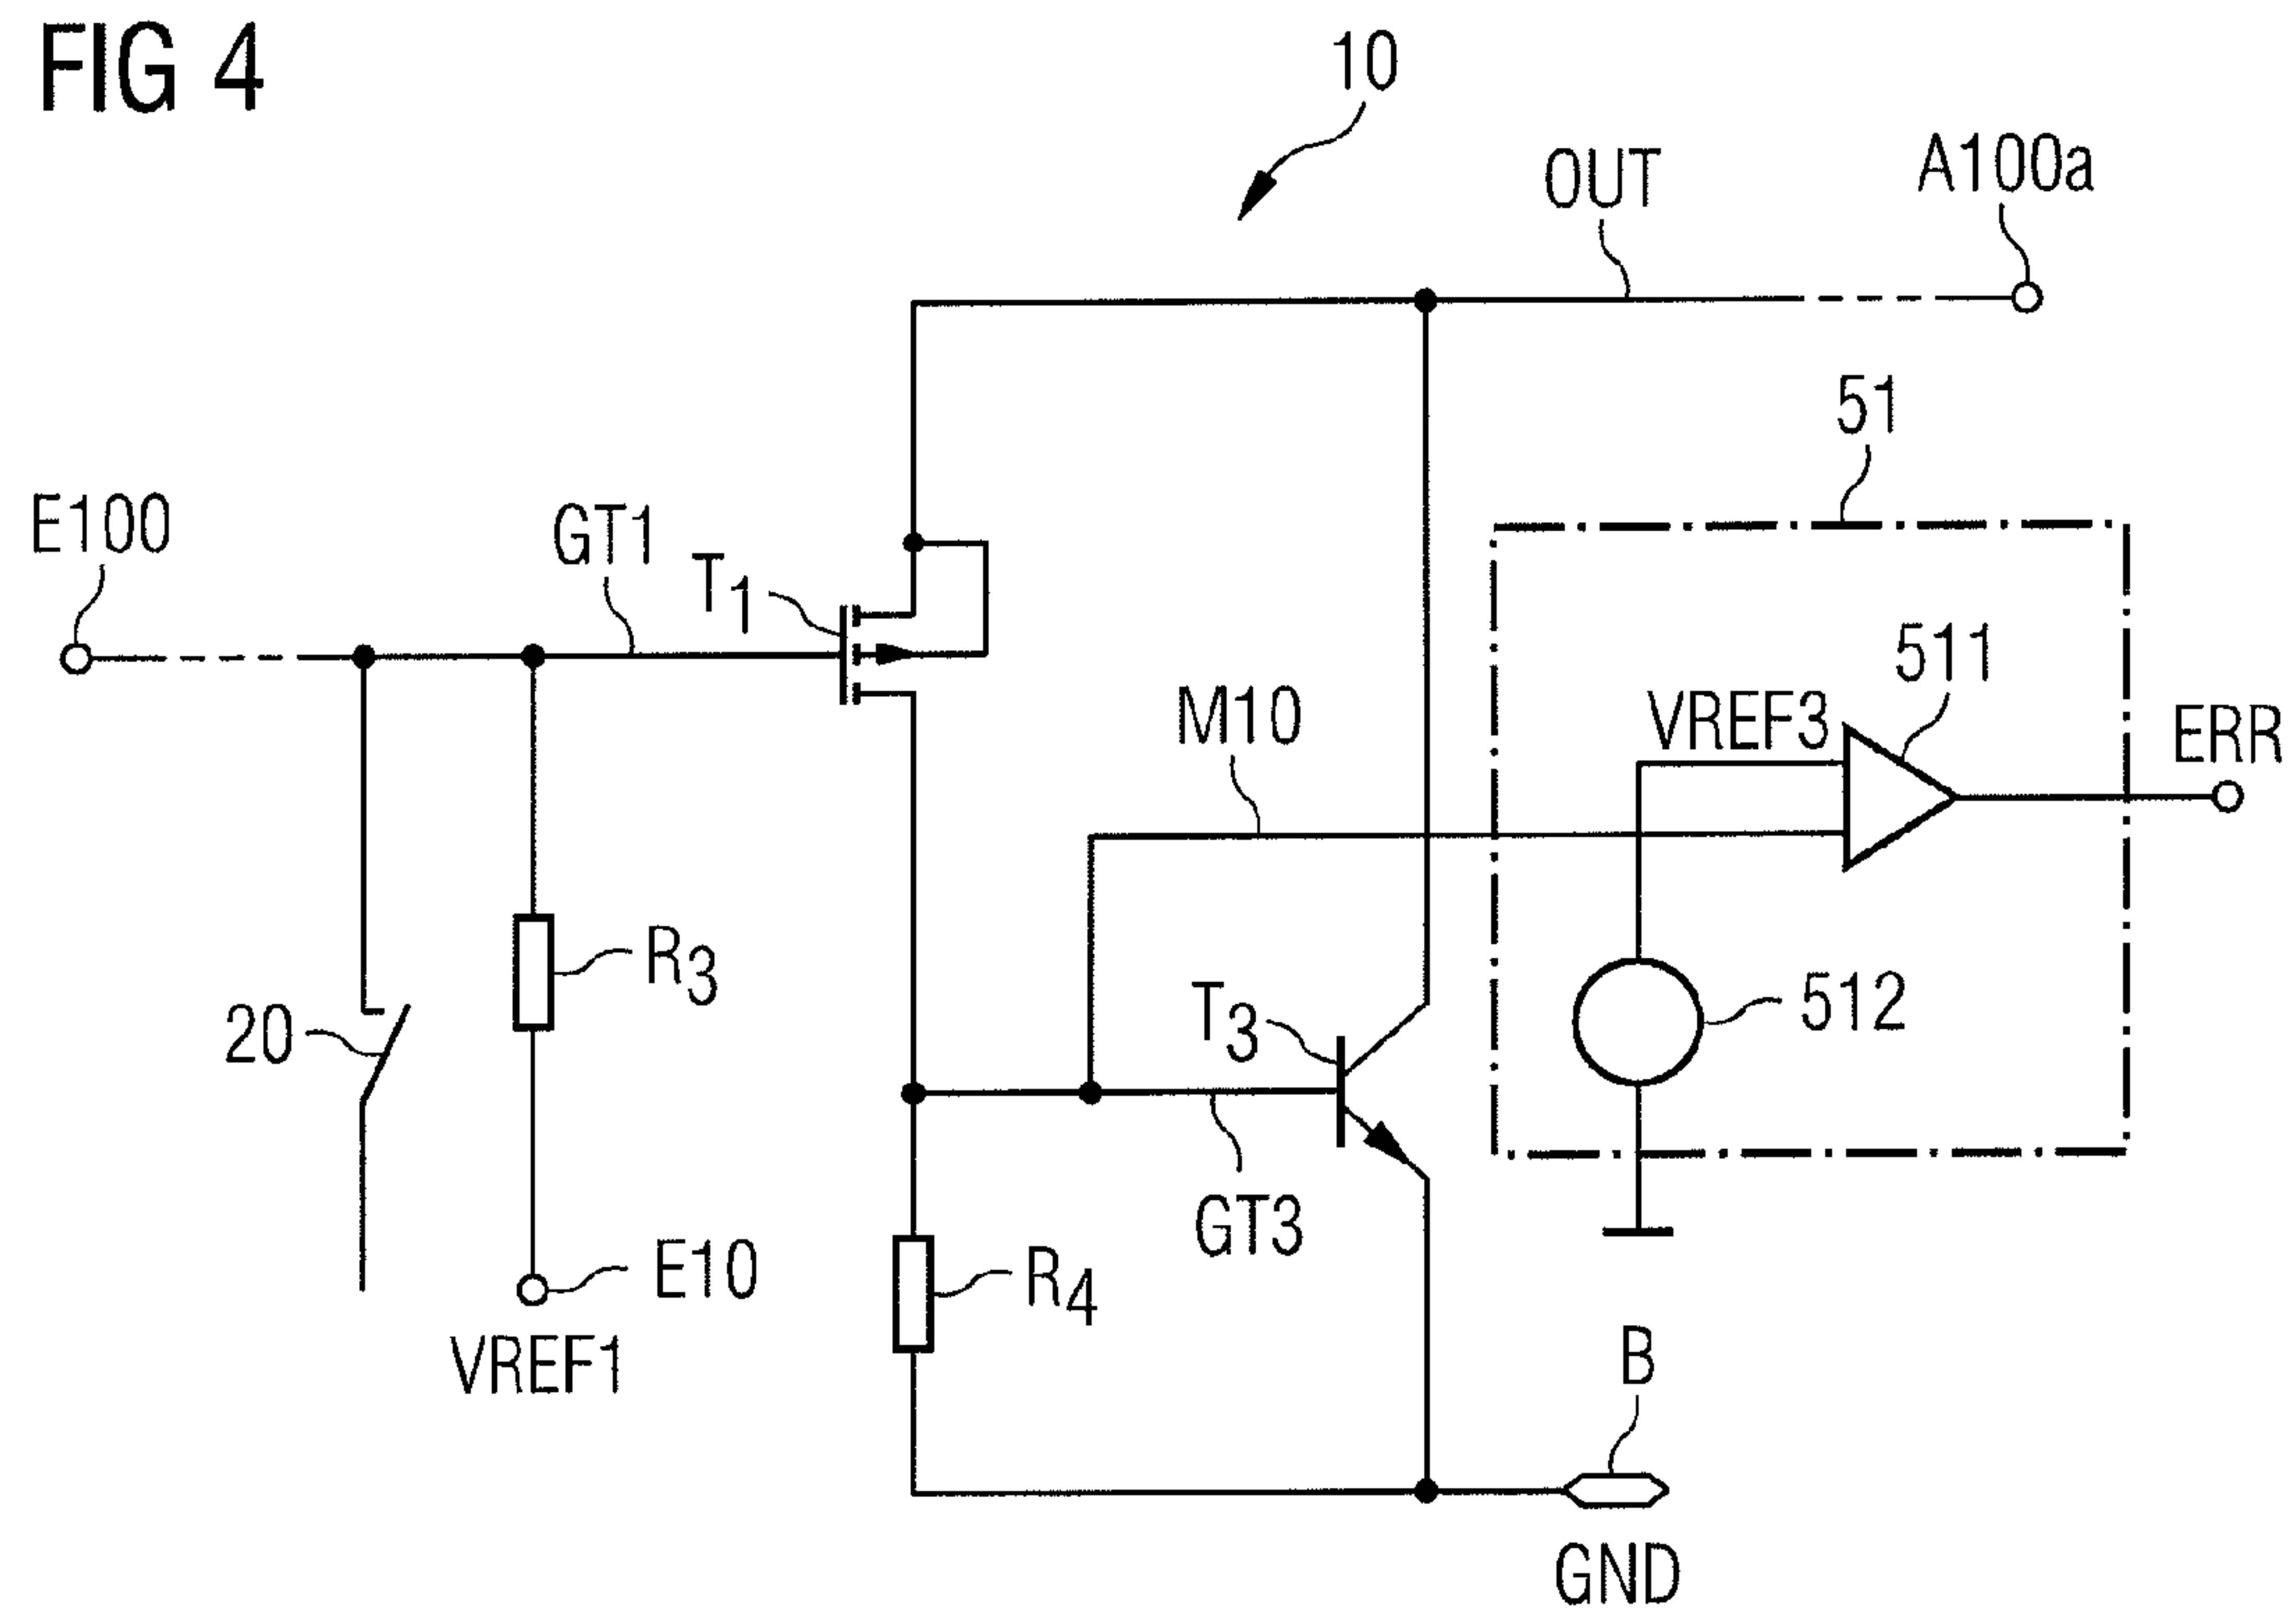 FIG 4
10
OUT
A100a
51
E100
GT1
T1
511
M10
VREF3
ERR
R3
T3
512
20
GT3
E10
R4
VREF1
B
GND